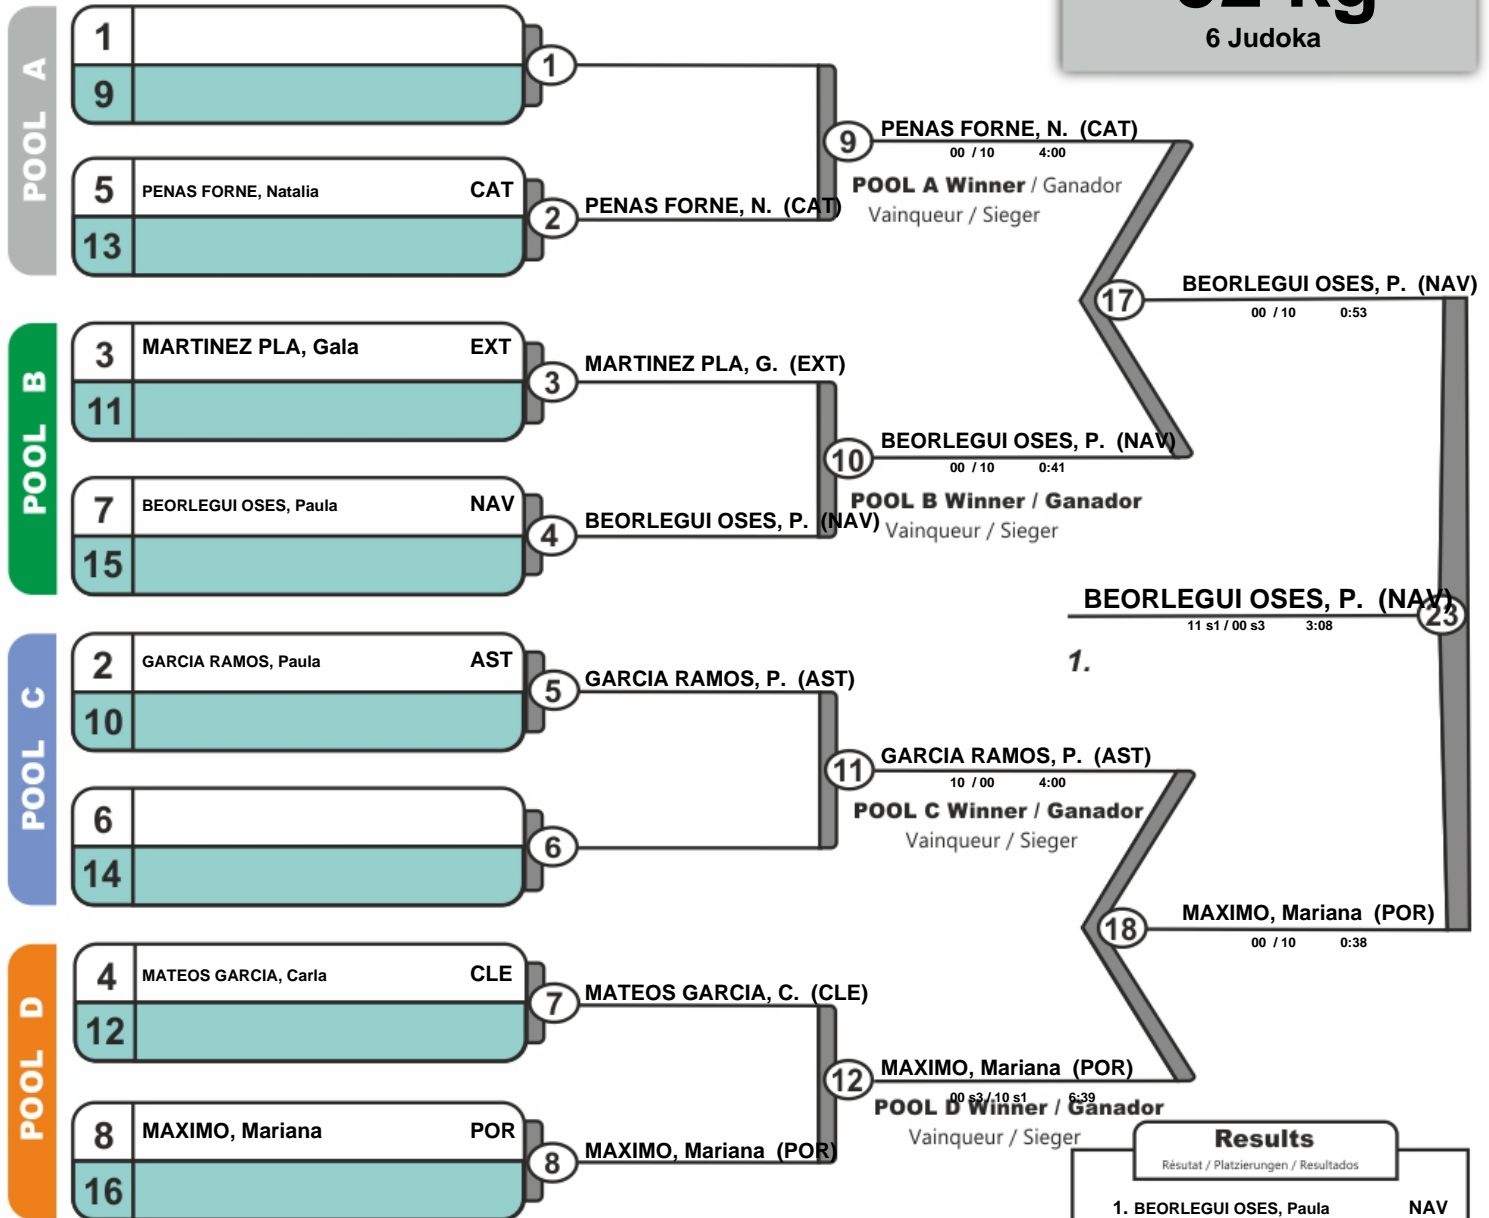 6 Judoka
POOL A
1
9
1
5 PENAS FORNE, Natalia CAT
13
2
PENAS FORNE, N. (CAT)
9
PENAS FORNE, N. (CAT)
00 / 10 4:00
POOL A Winner / Ganador
Vainqueur / Sieger
POOL B
3 MARTINEZ PLA, Gala EXT
11
3
MARTINEZ PLA, G. (EXT)
7 BEORLEGUI OSES, Paula NAV
15
4
BEORLEGUI OSES, P. (NAV)
10
BEORLEGUI OSES, P. (NAV)
00 / 10 0:41
POOL B Winner / Ganador
Vainqueur / Sieger
17
BEORLEGUI OSES, P. (NAV)
00 / 10 0:53
BEORLEGUI OSES, P. (NAV)
23
11 s1 / 00 s3 3:08
1.
POOL C
2 GARCIA RAMOS, Paula AST
10
5
GARCIA RAMOS, P. (AST)
6
14
6
11
GARCIA RAMOS, P. (AST)
10 / 00 4:00
POOL C Winner / Ganador
Vainqueur / Sieger
18
MAXIMO, Mariana (POR)
00 / 10 0:38
POOL D
4 MATEOS GARCIA, Carla CLE
12
7
MATEOS GARCIA, C. (CLE)
8 MAXIMO, Mariana POR
16
8
MAXIMO, Mariana (POR)
12
MAXIMO, Mariana (POR)
00 s3 / 10 s1 6:39
POOL D Winner / Ganador
Vainqueur / Sieger
Results
Résutat / Platzierungen / Resultados
1. BEORLEGUI OSES, Paula NAV